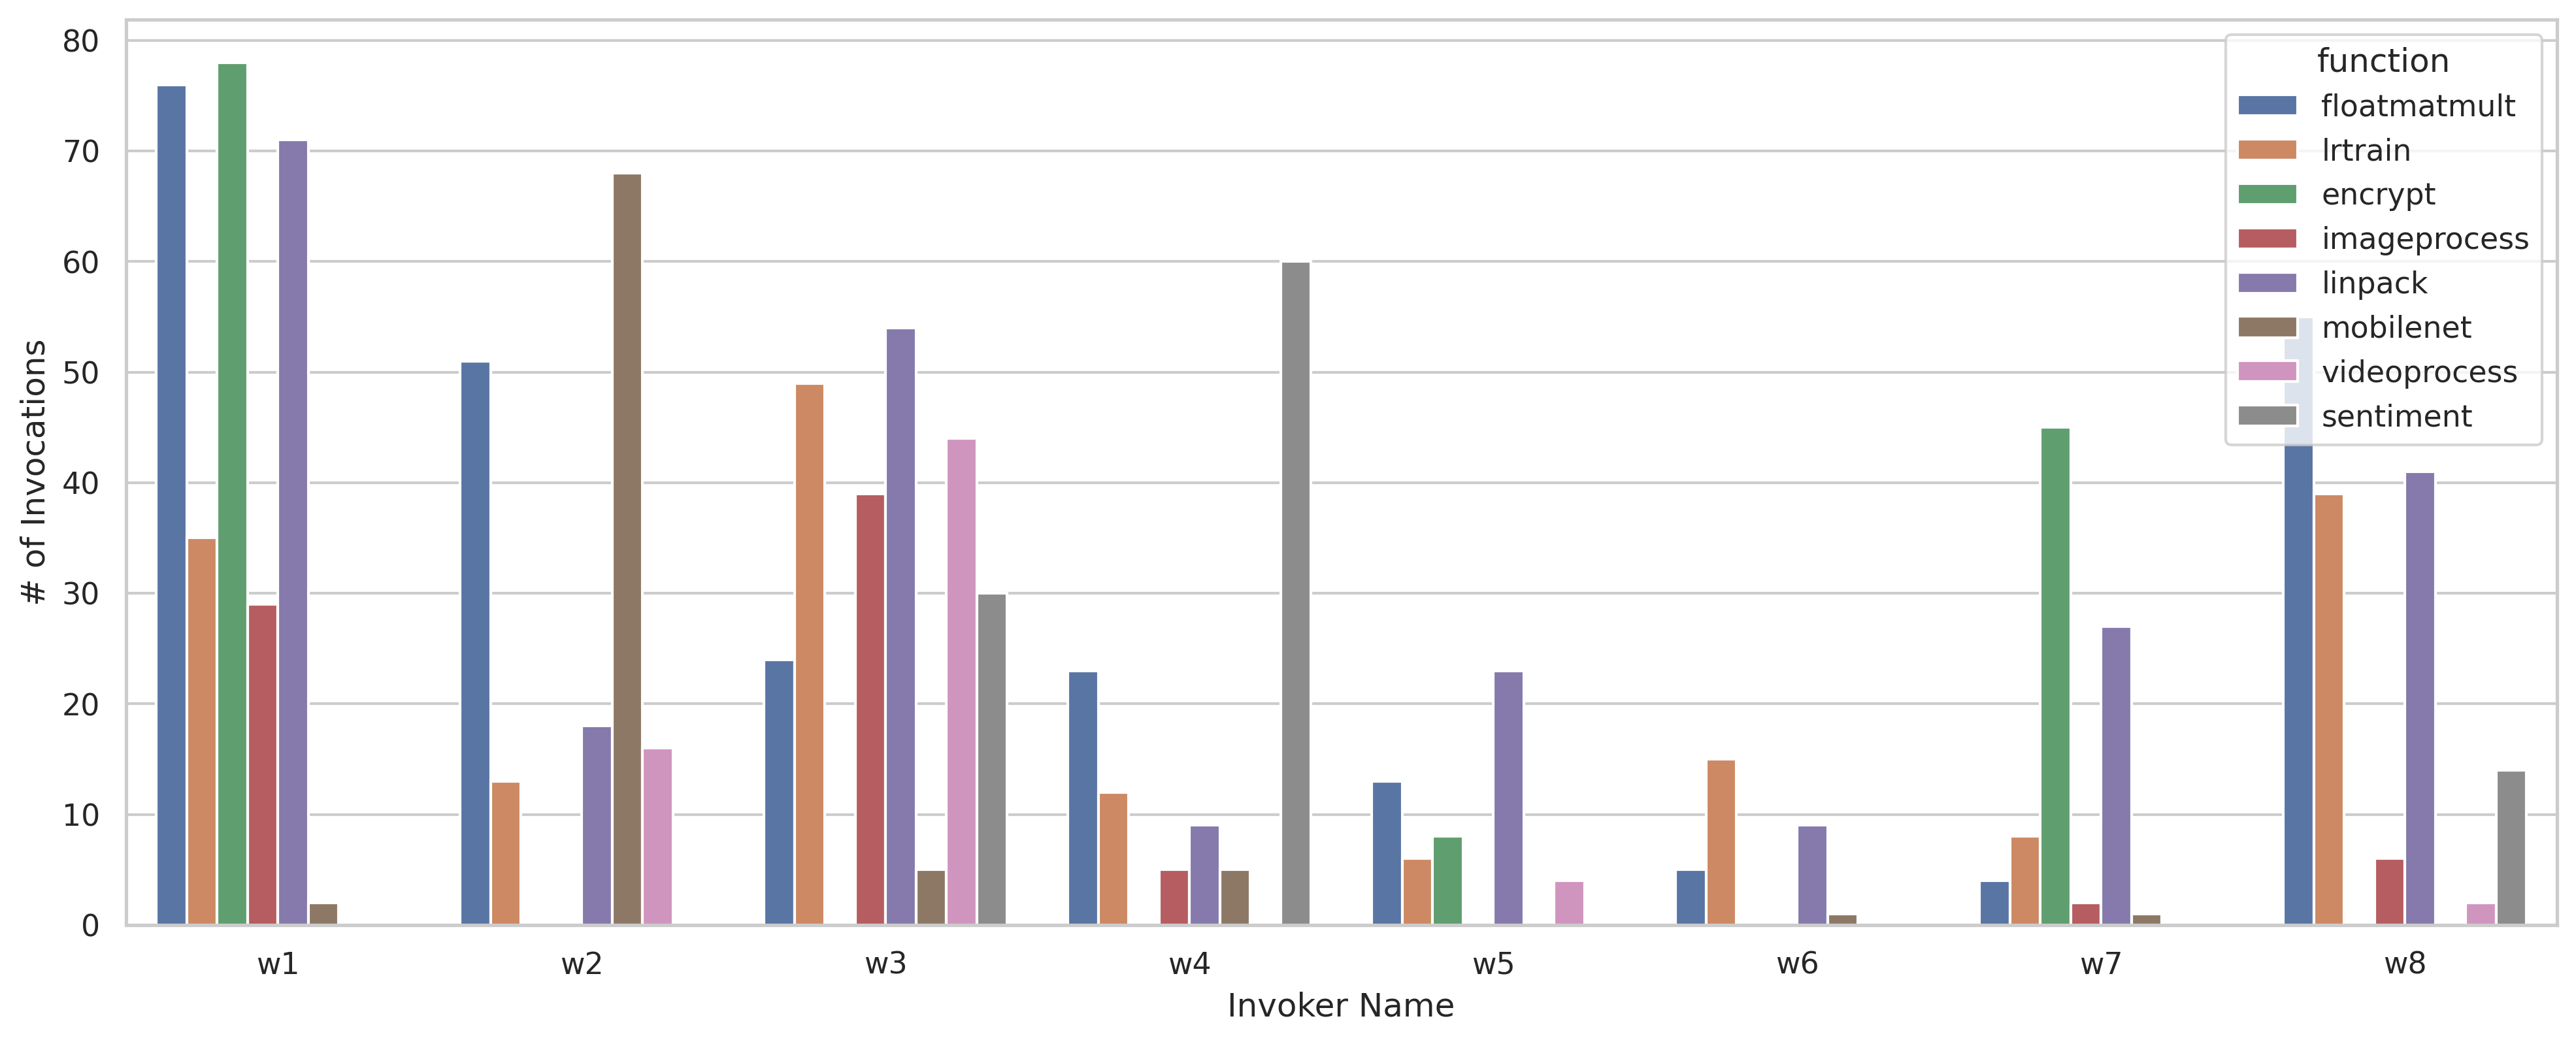 # of Invocations
80
70
60
50
40
30
20
10
0
function
floatmatmult
lrtrain
encrypt
imageprocess
linpack
mobilenet
videoprocess
sentiment
w1 w2 w3 w4 w5 w6 w7 w8
Invoker Name